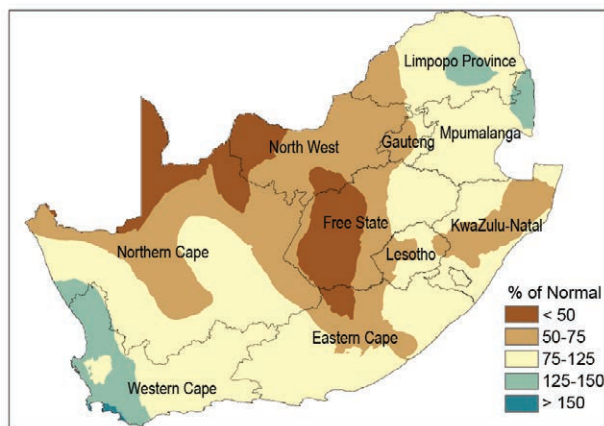 Limpopo Province
Mpumalanga
Gauteng
North West
Free State
KwaZulu-Natal
Lesotho
Northern Cape
Eastern Cape
Western Cape
% of Normal
< 50
50-75
75-125
125-150
> 150